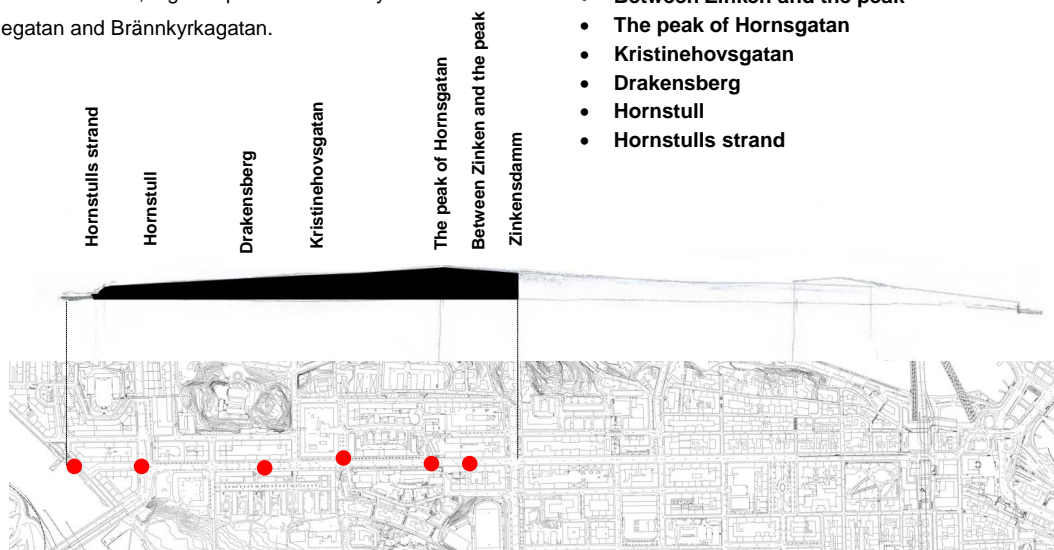 egatan and Brännkyrkagatan.
• Between Zinken and the peak
• The peak of Hornsgatan
• Kristinehovsgatan
• Drakensberg
• Hornstull
• Hornstulls strand
Hornstulls strand
Hornstull
Drakensberg
Kristinehovsgatan
The peak of Hornsgatan
Between Zinken and the peak
Zinkensdamm